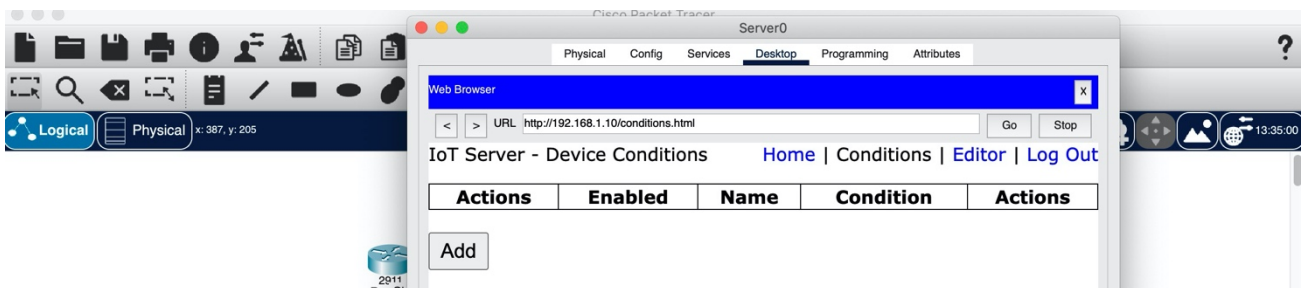 Cisco Packet Tracer
Server0
?
Physical Config Services Desktop Programming Attributes
Web Browser
X
Logical
Physical
x: 387, y: 205
< > URL http://192.168.1.10/conditions.html Go Stop
13:35:00
IoT Server - Device Conditions Home | Conditions | Editor | Log Out
Actions Enabled Name Condition Actions
Add
2911